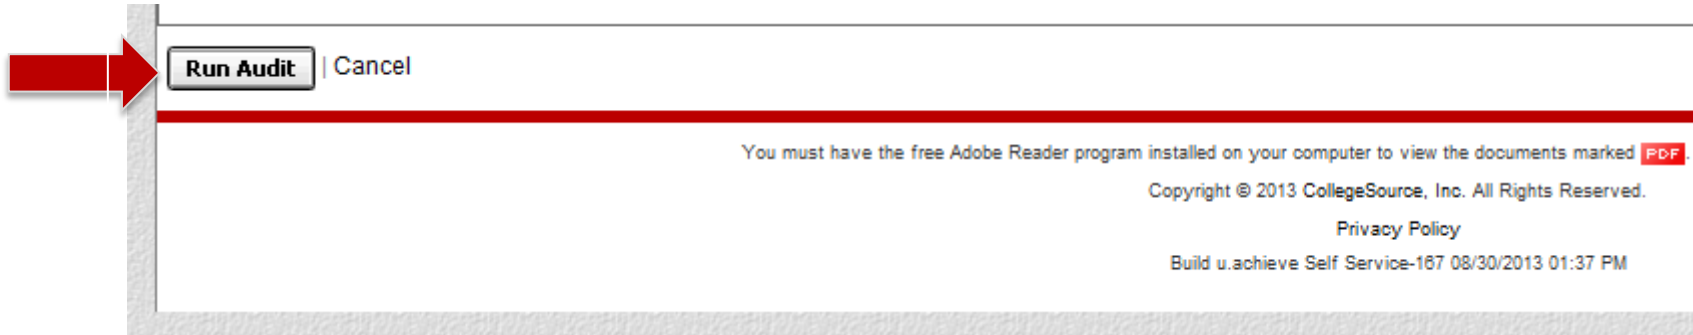 Run Audit | Cancel
You must have the free Adobe Reader program installed on your computer to view the documents marked PDF.
Copyright © 2013 CollegeSource, Inc. All Rights Reserved.
Privacy Policy
Build u.achieve Self Service-167 08/30/2013 01:37 PM